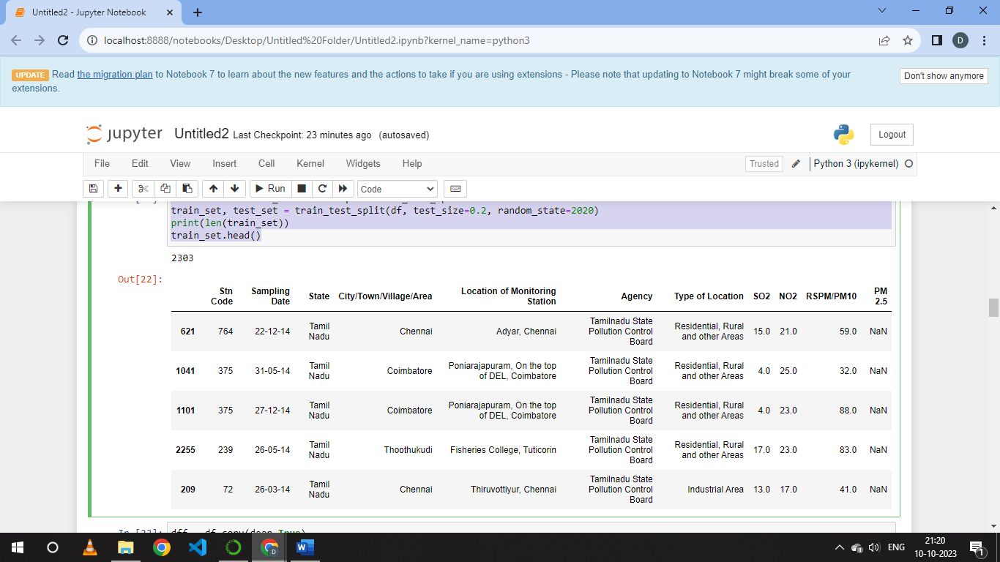 Untitled2 - Jupyter Notebook
localhost:8888/notebooks/Desktop/Untitled%20Folder/Untitled2.ipynb?kernel_name=python3
D
UPDATE Read the migration plan to Notebook 7 to learn about the new features and the actions to take if you are using extensions - Please note that updating to Notebook 7 might break some of your
extensions.
Don't show anymore
jupyter Untitled2 Last Checkpoint: 23 minutes ago (autosaved)
Logout
File Edit View Insert Cell Kernel Widgets Help
Trusted Python 3 (ipykernel)
Run Code
train_set, test_set = train_test_split(df, test_size=0.2, random_state=2020)
print(len(train_set))
train_set.head()
2303
Out[22]:
Stn Code Sampling Date State City/Town/Village/Area Location of Monitoring Station Agency Type of Location SO2 NO2 RSPM/PM10 PM 2.5
621 764 22-12-14 Tamil Nadu Chennai Adyar, Chennai Tamilnadu State Pollution Control Board Residential, Rural and other Areas 15.0 21.0 59.0 NaN
1041 375 31-05-14 Tamil Nadu Coimbatore Poniarajapuram, On the top of DEL, Coimbatore Tamilnadu State Pollution Control Board Residential, Rural and other Areas 4.0 25.0 32.0 NaN
1101 375 27-12-14 Tamil Nadu Coimbatore Poniarajapuram, On the top of DEL, Coimbatore Tamilnadu State Pollution Control Board Residential, Rural and other Areas 4.0 23.0 88.0 NaN
2255 239 26-05-14 Tamil Nadu Thoothukudi Fisheries College, Tuticorin Tamilnadu State Pollution Control Board Residential, Rural and other Areas 17.0 23.0 83.0 NaN
209 72 26-03-14 Tamil Nadu Chennai Thiruvottiyur, Chennai Tamilnadu State Pollution Control Board Industrial Area 13.0 17.0 41.0 NaN
In [23]: dff = df.copy(deep=True)
ENG
21:20
10-10-2023
1